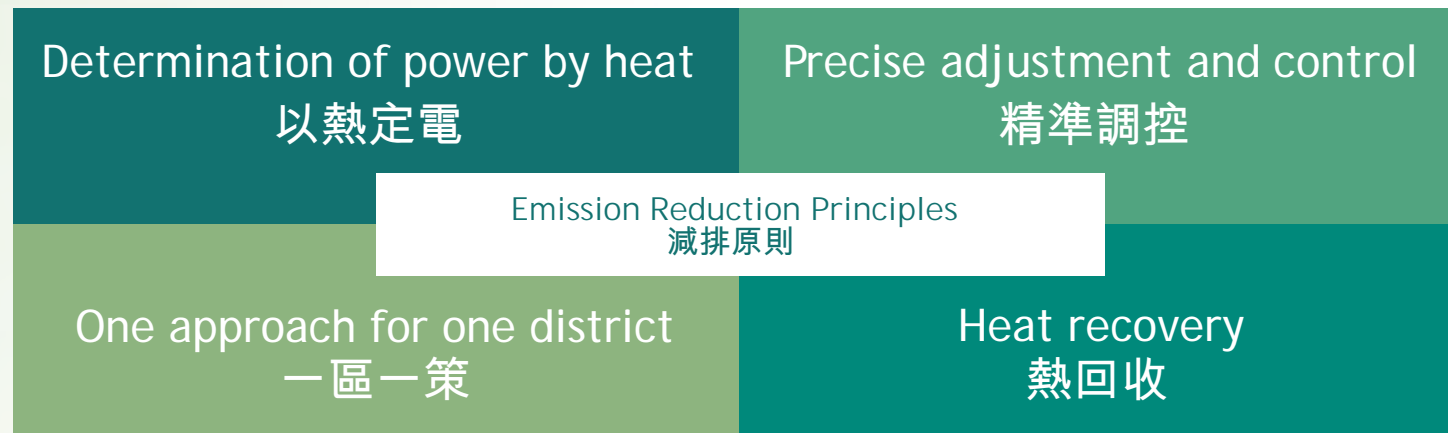 Determination of power by heat
以熱定電
Precise adjustment and control
精準調控
Emission Reduction Principles
減排原則
One approach for one district
一區一策
Heat recovery
熱回收